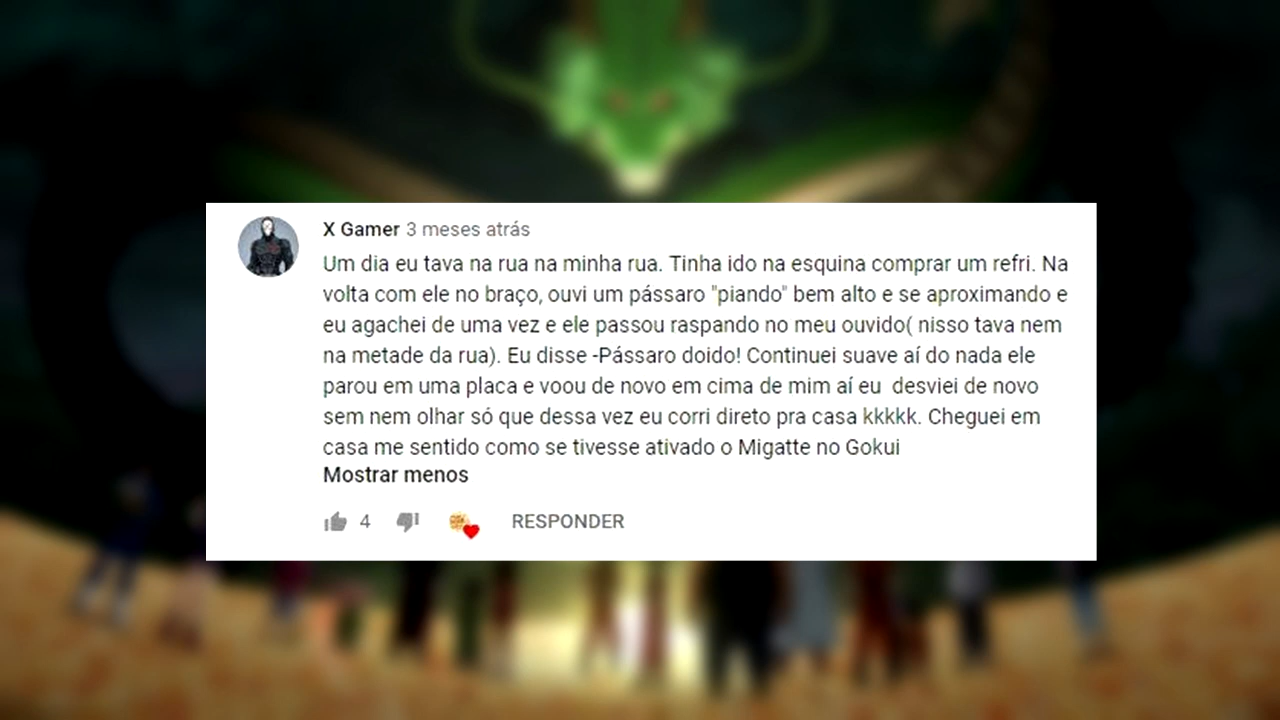 X Gamer 3 meses atrás
Um dia eu tava na rua na minha rua. Tinha ido na esquina comprar um refri. Na
volta com ele no braço, ouvi um pássaro "piando" bem alto e se aproximando e
eu agachei de uma vez e ele passou raspando no meu ouvido( nisso tava nem
na metade da rua). Eu disse -Pássaro doido! Continuei suave aí do nada ele
parou em uma placa e voou de novo em cima de mim aí eu  desviei de novo
sem nem olhar só que dessa vez eu corri direto pra casa kkkkk. Cheguei em
casa me sentido como se tivesse ativado o Migatte no Gokui
Mostrar menos
4 RESPONDER